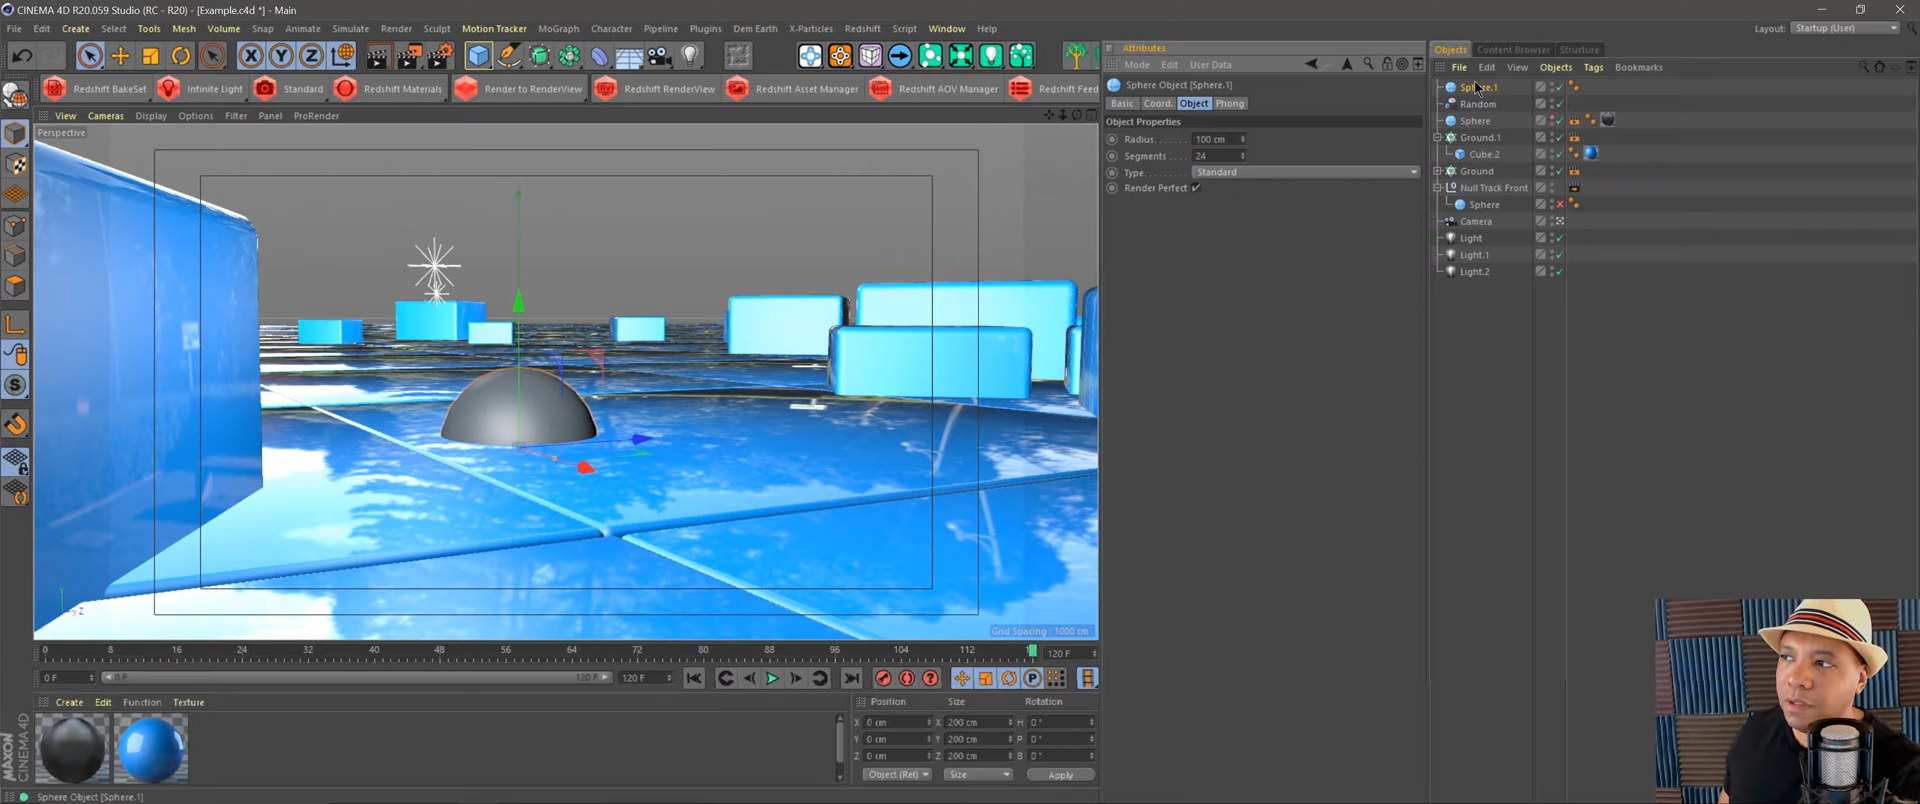 CINEMA 4D R20.059 Studio (RC - R20) - [Example.c4d *] - Main
File Edit Create Select Tools Mesh Volume Snap Animate Simulate Render Sculpt Motion Tracker MoGraph Character Pipeline Plugins Dem Earth X-Particles Redshift Script Window Help
Layout: Startup (User)
X Y Z
Redshift BakeSet Infinite Light Standard Redshift Materials Render to RenderView Redshift RenderView Redshift Asset Manager Redshift AOV Manager Redshift Feed
View Cameras Display Options Filter Panel ProRender
Perspective
Grid Spacing : 1000 cm
Y
Z
Attributes
Mode Edit User Data
Sphere Object [Sphere.1]
Basic Coord. Object Phong
Object Properties
Radius. . . . . . 100 cm
Segments . . . . 24
Type. . . . . . . . Standard
Render Perfect
Objects Content Browser Structure
File Edit View Objects Tags Bookmarks
Sphere.1
Random
Sphere
Ground.1
Cube.2
Ground
Null Track Front
Sphere
Camera
Light
Light.1
Light.2
0 8 16 24 32 40 48 56 64 72 80 88 96 104 112 120 F
0 F 0 F 120 F 120 F
Create Edit Function Texture
Position Size Rotation
X 0 cm X 200 cm H 0 °
Y 0 cm Y 200 cm P 0 °
Z 0 cm Z 200 cm B 0 °
Object (Rel) Size Apply
MAXON CINEMA 4D
Sphere Object [Sphere.1]